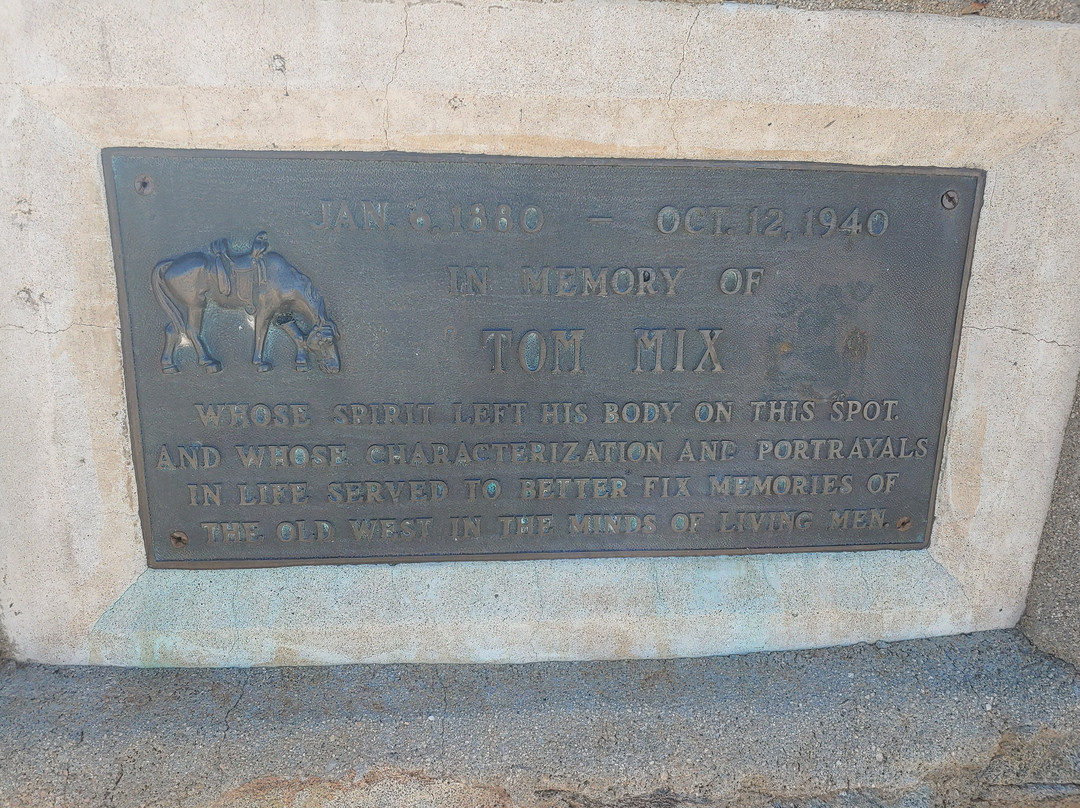 JAN. 6, 1880 — OCT. 12, 1940
IN MEMORY OF
TOM MIX
WHOSE SPIRIT LEFT HIS BODY ON THIS SPOT.
AND WHOSE CHARACTERIZATION AND PORTRAYALS
IN LIFE SERVED TO BETTER FIX MEMORIES OF
THE OLD WEST IN THE MINDS OF LIVING MEN.